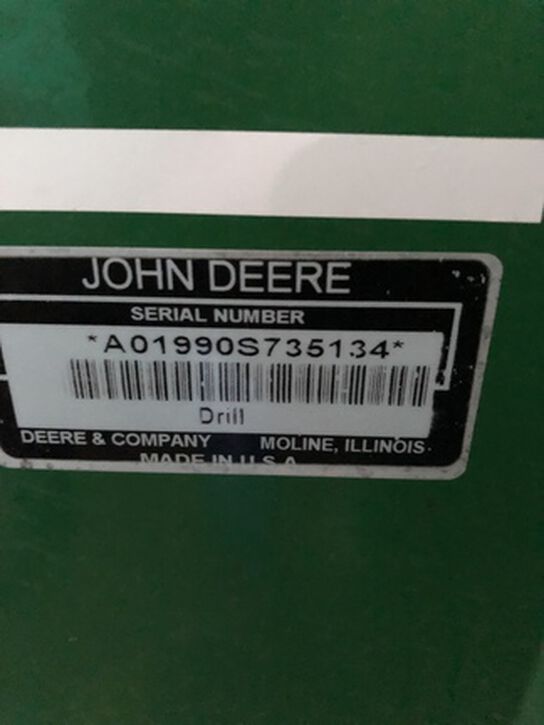 JOHN DEERE
SERIAL NUMBER
*A01990S735134*
Drill
DEERE & COMPANY MOLINE, ILLINOIS
MADE IN U.S.A